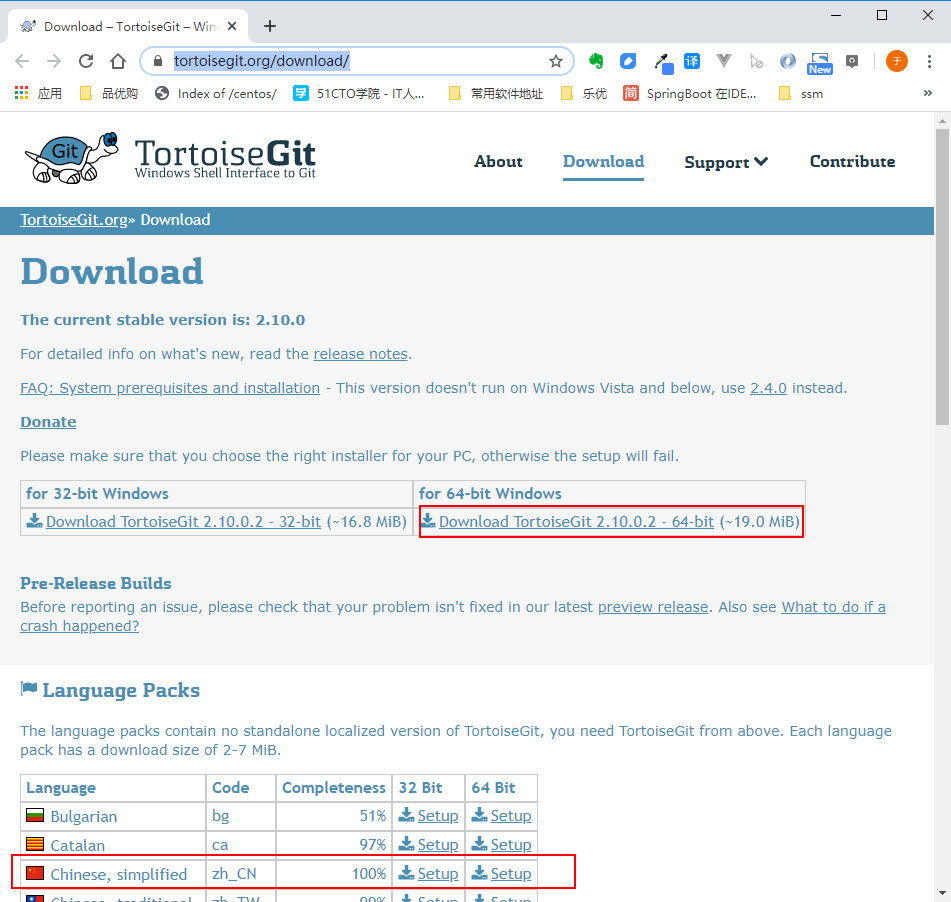 Download – TortoiseGit – Win
tortoisegit.org/download/
译
New
于
应用
品优购
Index of /centos/
学
51CTO学院 - IT人...
常用软件地址
乐优
简
SpringBoot 在IDE...
ssm
»
Git
TortoiseGit
Windows Shell Interface to Git
About
Download
Support
Contribute
TortoiseGit.org» Download
Download
The current stable version is: 2.10.0
For detailed info on what's new, read the release notes.
FAQ: System prerequisites and installation - This version doesn't run on Windows Vista and below, use 2.4.0 instead.
Donate
Please make sure that you choose the right installer for your PC, otherwise the setup will fail.
for 32-bit Windows for 64-bit Windows
Download TortoiseGit 2.10.0.2 - 32-bit (~16.8 MiB) Download TortoiseGit 2.10.0.2 - 64-bit (~19.0 MiB)
Pre-Release Builds
Before reporting an issue, please check that your problem isn't fixed in our latest preview release. Also see What to do if a
crash happened?
Language Packs
The language packs contain no standalone localized version of TortoiseGit, you need TortoiseGit from above. Each language
pack has a download size of 2-7 MiB.
Language Code Completeness 32 Bit 64 Bit
Bulgarian bg 51% Setup Setup
Catalan ca 97% Setup Setup
Chinese, simplified zh_CN 100% Setup Setup
Chinese, traditional zh_TW 99% Setup Setup